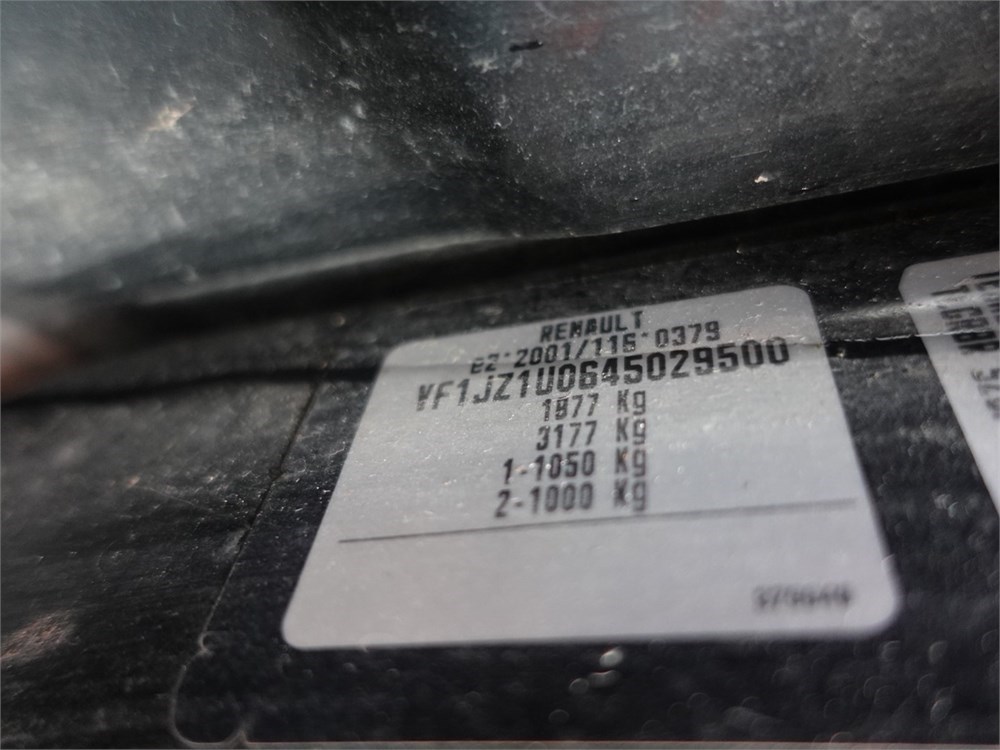 RENAULT
e2*2001/116*0379
VF1JZ1U0645029500
1877 Kg
3177 Kg
1-1050 Kg
2-1000 Kg